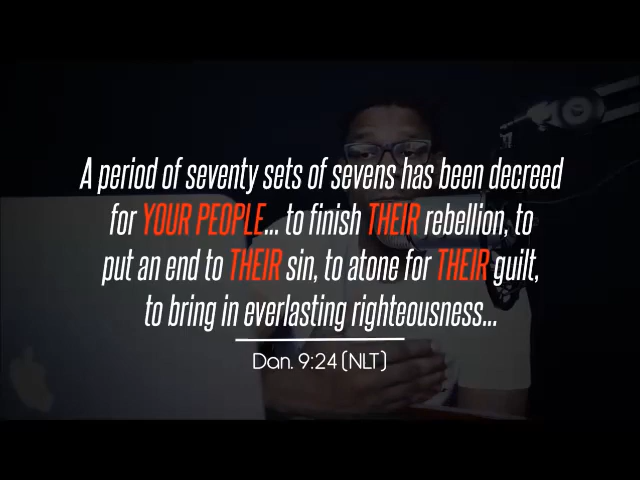 A period of seventy sets of sevens has been decreed
for YOUR PEOPLE... to finish THEIR rebellion, to
put an end to THEIR sin, to atone for THEIR guilt,
to bring in everlasting righteousness...
Dan. 9:24 (NLT)